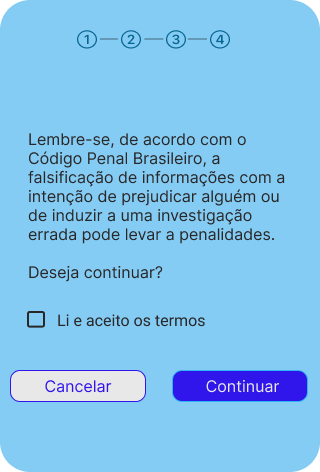 1 2 3 4
Lembre-se, de acordo com o
Código Penal Brasileiro, a
falsificação de informações com a
intenção de prejudicar alguém ou
de induzir a uma investigação
errada pode levar a penalidades.
Deseja continuar?
Li e aceito os termos
Cancelar Continuar